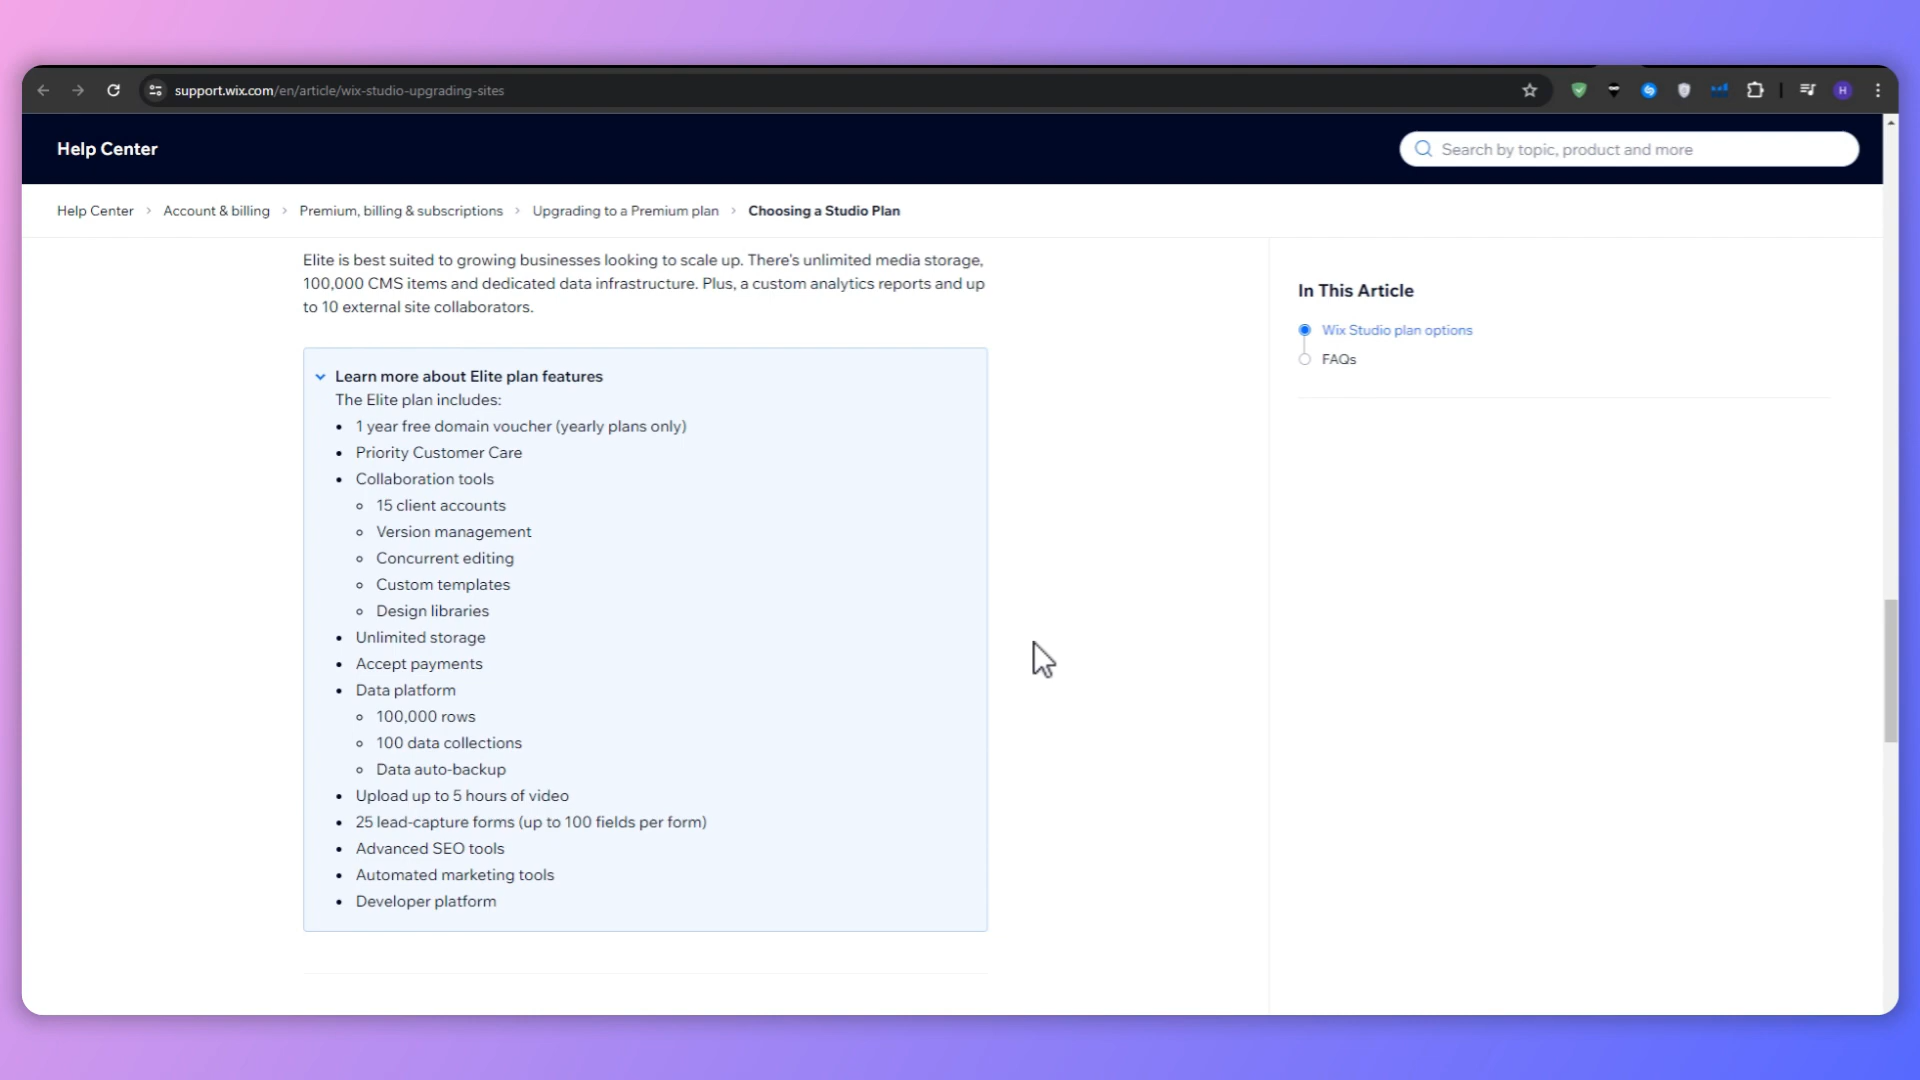 support.wix.com/en/article/wix-studio-upgrading-sites
H
Help Center
Search by topic, product and more
Help Center > Account & billing > Premium, billing & subscriptions > Upgrading to a Premium plan > Choosing a Studio Plan
Elite is best suited to growing businesses looking to scale up. There's unlimited media storage,
100,000 CMS items and dedicated data infrastructure. Plus, a custom analytics reports and up
to 10 external site collaborators.
Learn more about Elite plan features
The Elite plan includes:
• 1 year free domain voucher (yearly plans only)
• Priority Customer Care
• Collaboration tools
◦ 15 client accounts
◦ Version management
◦ Concurrent editing
◦ Custom templates
◦ Design libraries
• Unlimited storage
• Accept payments
• Data platform
◦ 100,000 rows
◦ 100 data collections
◦ Data auto-backup
• Upload up to 5 hours of video
• 25 lead-capture forms (up to 100 fields per form)
• Advanced SEO tools
• Automated marketing tools
• Developer platform
In This Article
Wix Studio plan options
FAQs